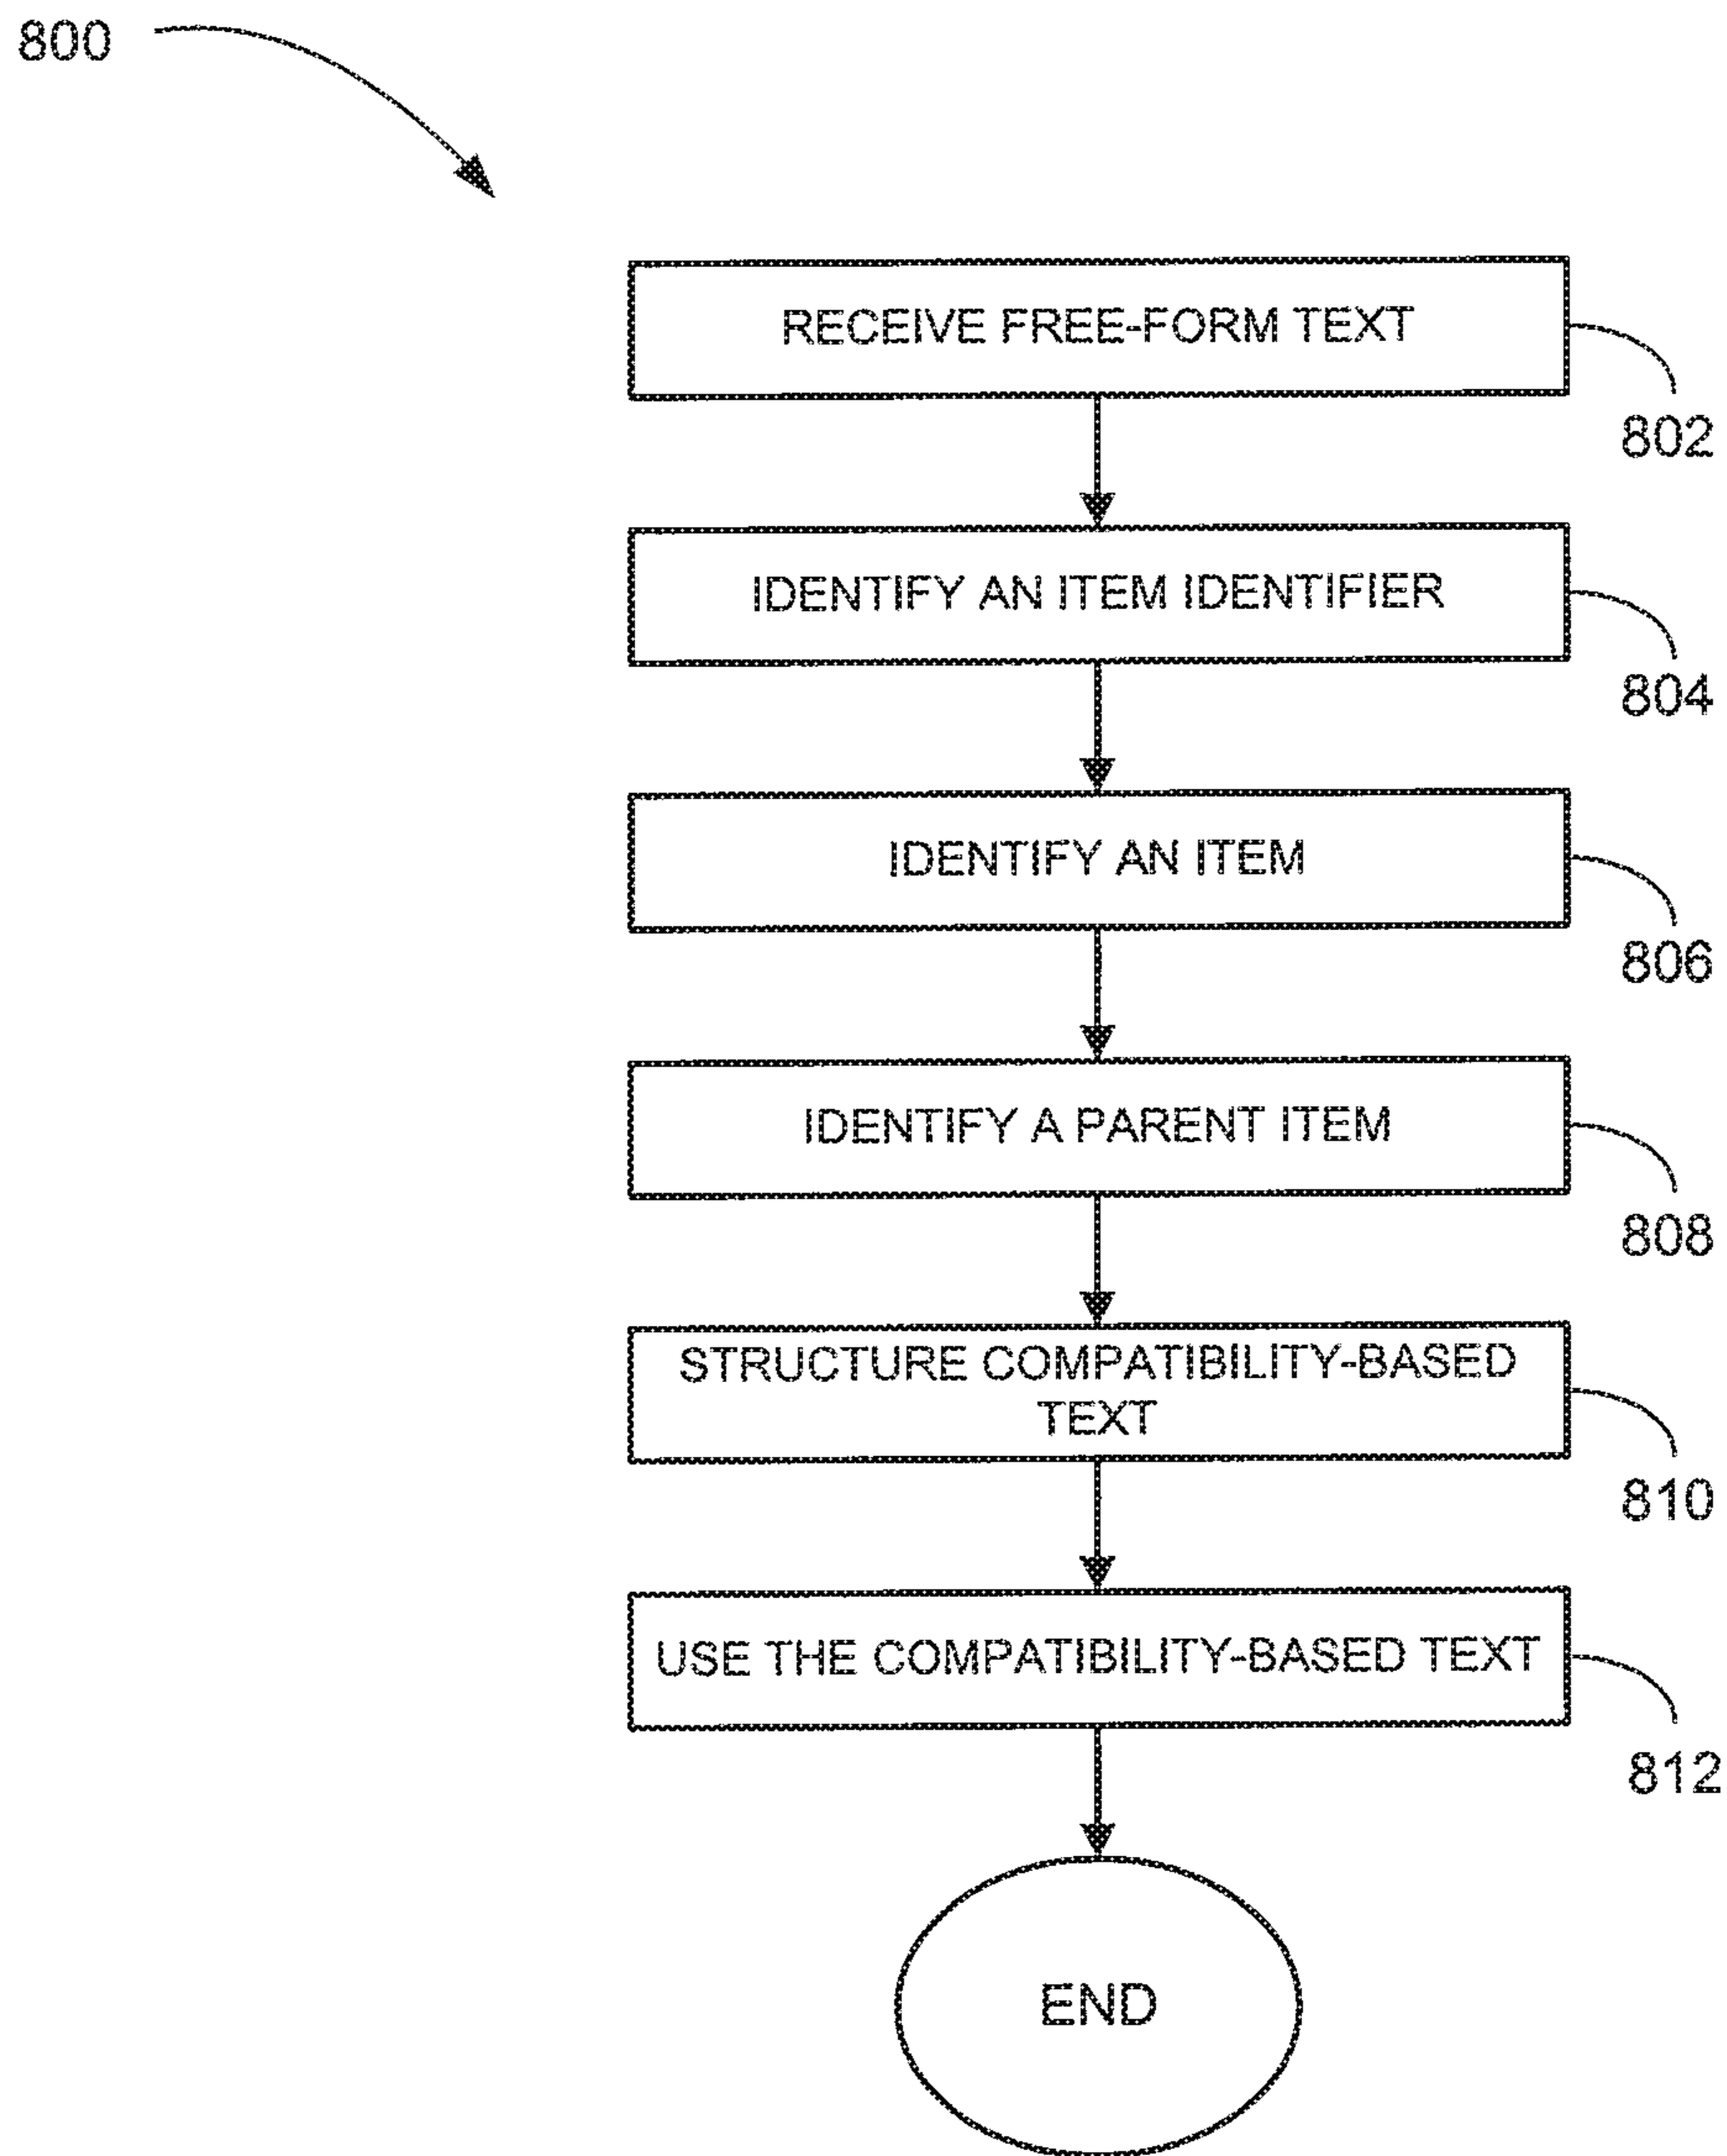 800
RECEIVE FREE-FORM TEXT
802
IDENTIFY AN ITEM IDENTIFIER
804
IDENTIFY AN ITEM
806
IDENTIFY A PARENT ITEM
808
STRUCTURE COMPATIBILITY-BASED
TEXT
810
USE THE COMPATIBILITY-BASED TEXT
812
END